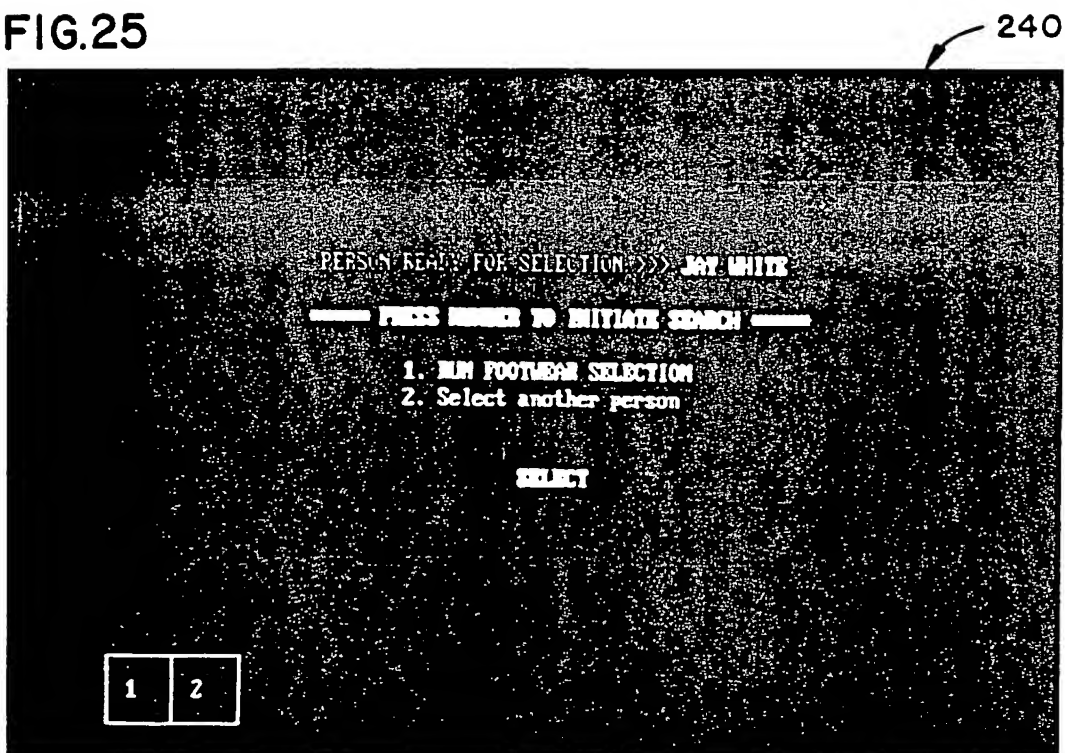 FIG.25
240
PERSON READY FOR SELECTION >>> JAY WHITE
PRESS NUMBER TO INITIATE SEARCH
1. RUN FOOTWEAR SELECTION
2. Select another person
SELECT
1 2